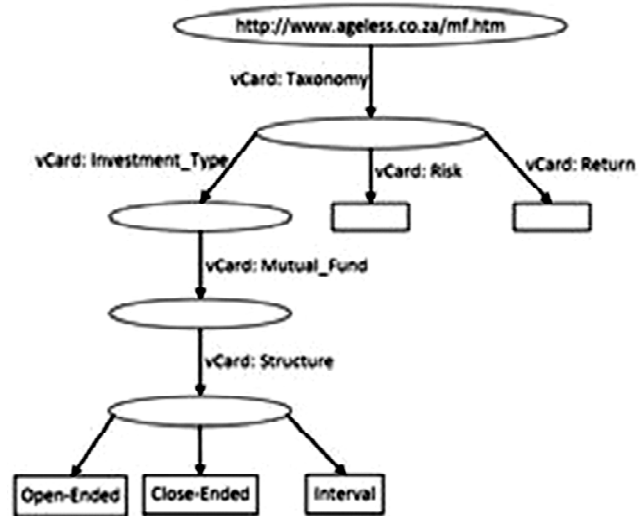 http://www.ageless.co.za/mf.htm
vCard: Taxonomy
vCard: Investment_Type
vCard: Risk
vCard: Return
vCard: Mutual_Fund
vCard: Structure
Open-Ended
Close-Ended
Interval